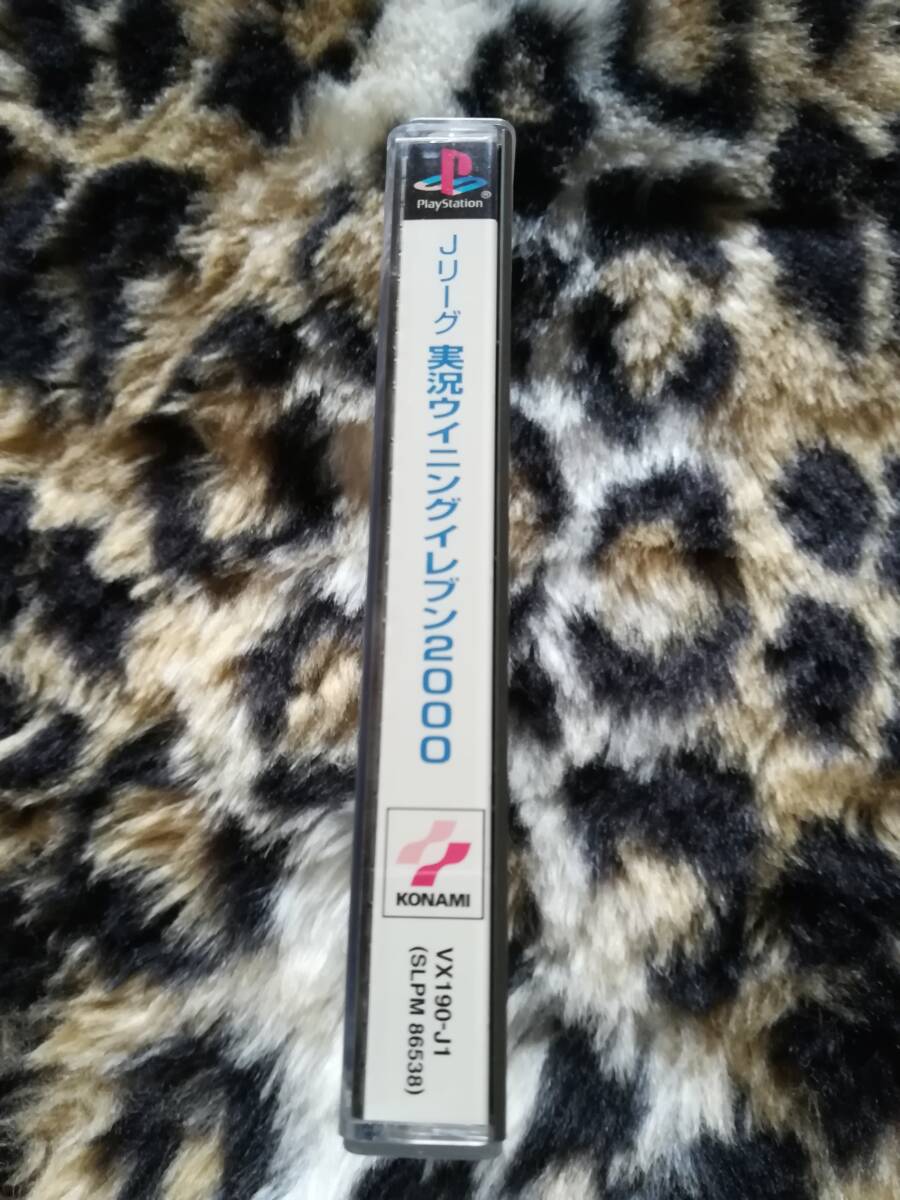 PlayStation
Jリーグ 実況ウイニングイレブン2000
KONAMI
VX190-J1
(SLPM 86538)